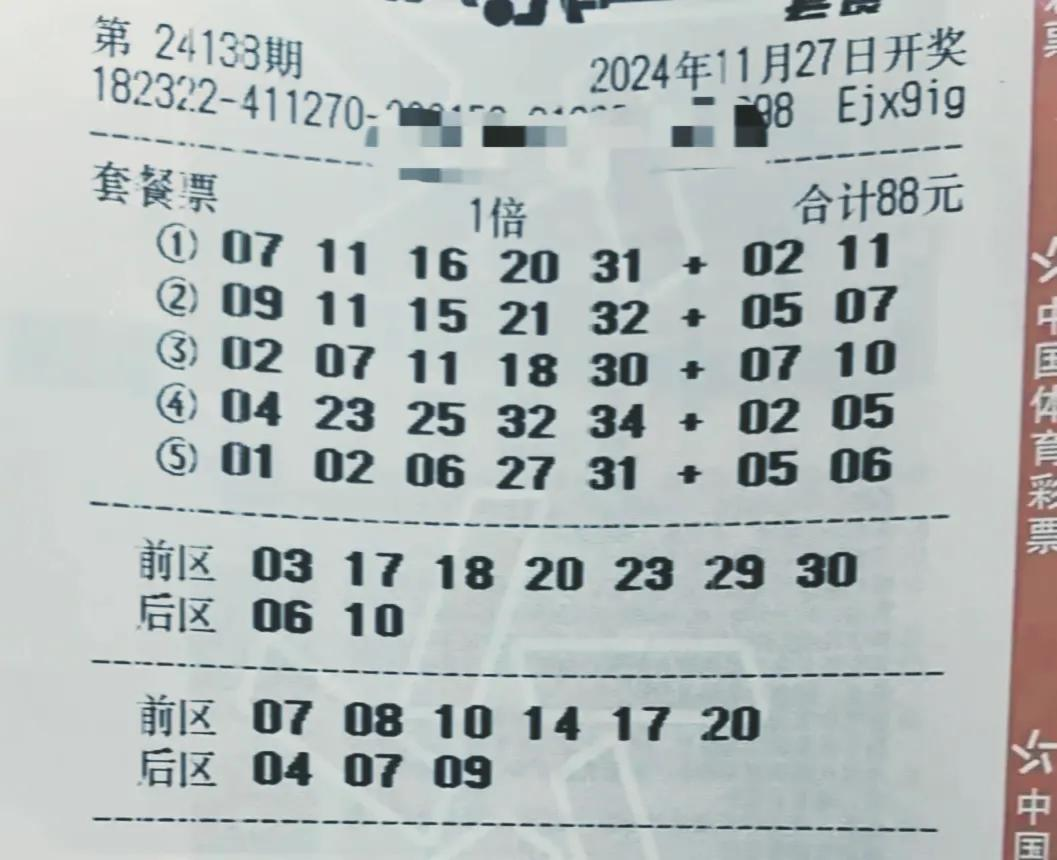 套餐
第 24138期
2024年11月27日开奖
182322-411270-
98 Ejx9ig
套餐票 1倍 合计88元
① 07 11 16 20 31 + 02 11
② 09 11 15 21 32 + 05 07
③ 02 07 11 18 30 + 07 10
④ 04 23 25 32 34 + 02 05
⑤ 01 02 06 27 31 + 05 06
前区 03 17 18 20 23 29 30
后区 06 10
前区 07 08 10 14 17 20
后区 04 07 09
票
中国体育彩票
中国